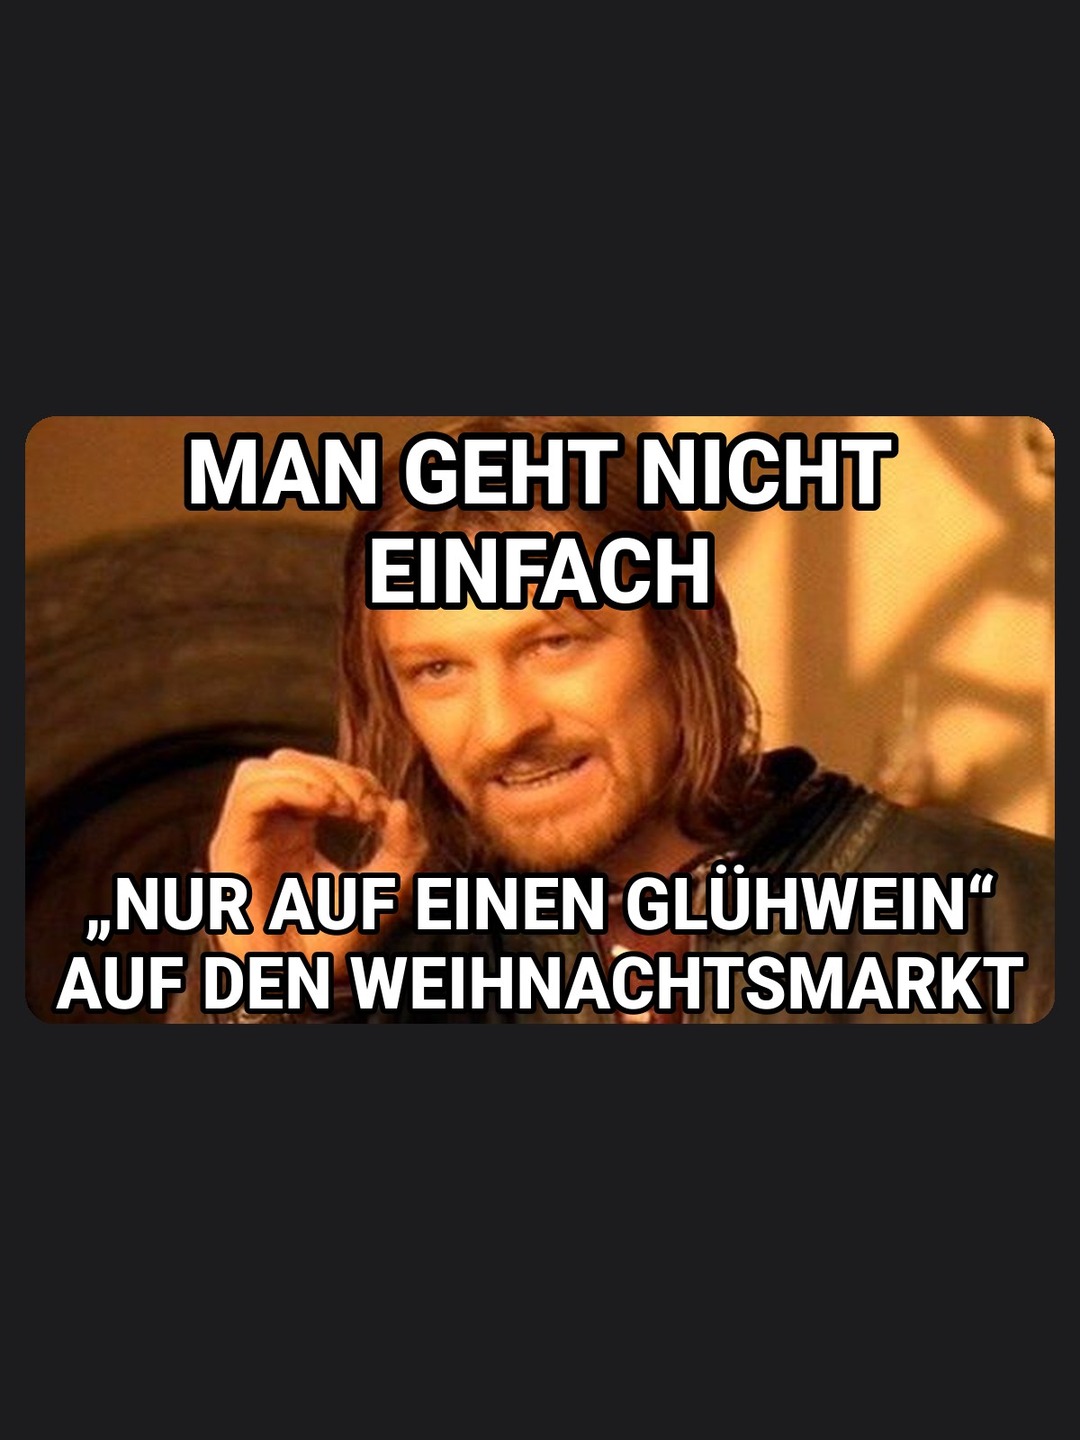 MAN GEHT NICHT
EINFACH
„NUR AUF EINEN GLÜHWEIN“
AUF DEN WEIHNACHTSMARKT